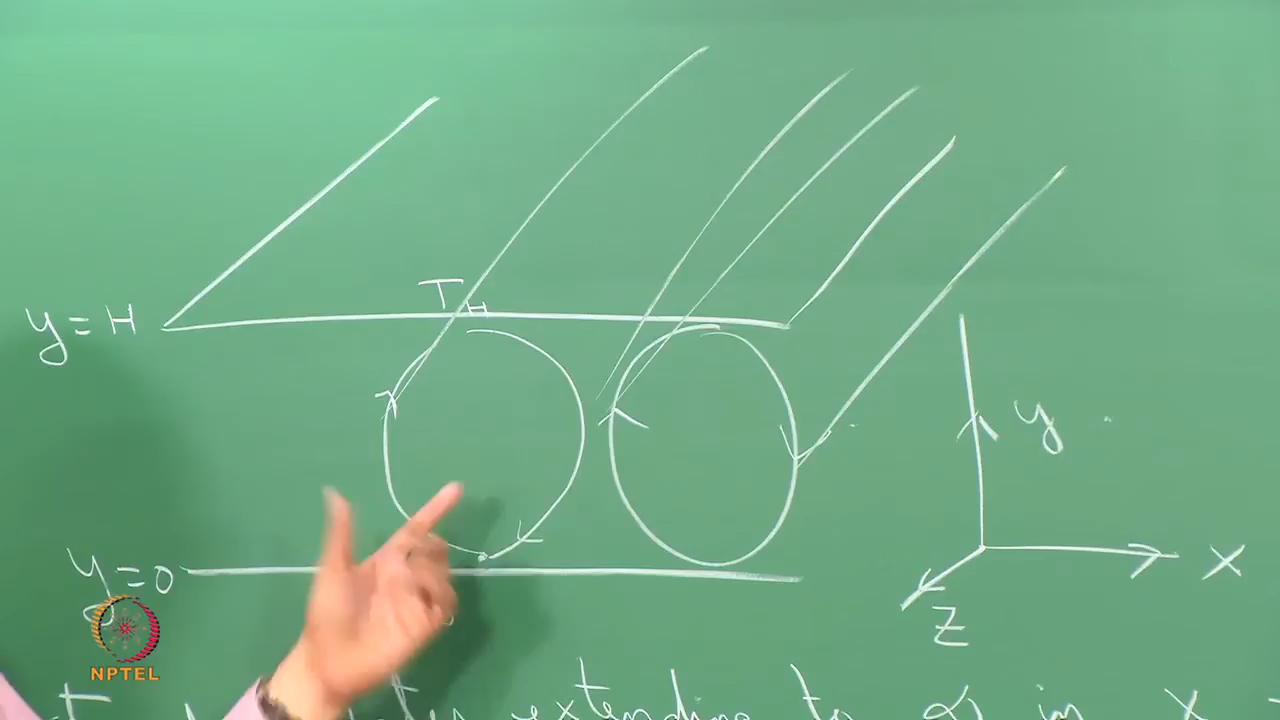 T_H
y = H
y
y = 0
x
z
NPTEL
extending to ∞ in x